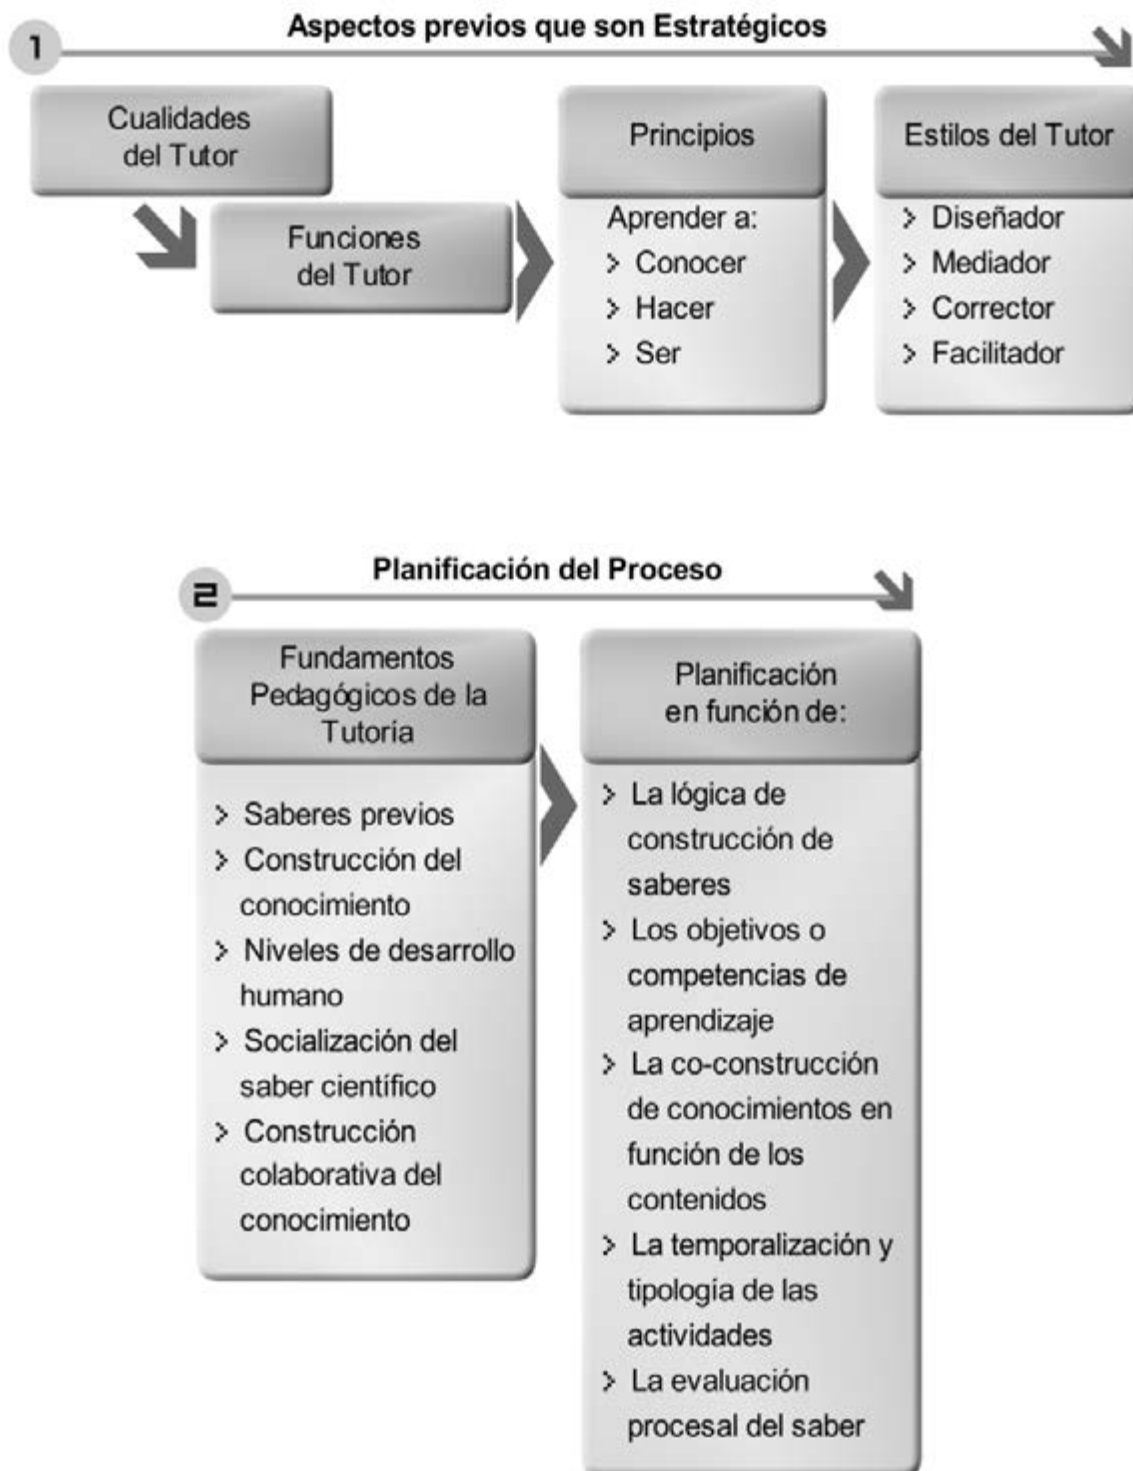 Aspectos previos que son Estratégicos
1
Cualidades
del Tutor
Funciones
del Tutor
Principios
Aprender a:
> Conocer
> Hacer
> Ser
Estilos del Tutor
> Diseñador
> Mediador
> Corrector
> Facilitador
Planificación del Proceso
2
Fundamentos
Pedagógicos de la
Tutoría
> Saberes previos
> Construcción del
conocimiento
> Niveles de desarrollo
humano
> Socialización del
saber científico
> Construcción
colaborativa del
conocimiento
Planificación
en función de:
> La lógica de
construcción de
saberes
> Los objetivos o
competencias de
aprendizaje
> La co-construcción
de conocimientos en
función de los
contenidos
> La temporalización y
tipología de las
actividades
> La evaluación
procesal del saber